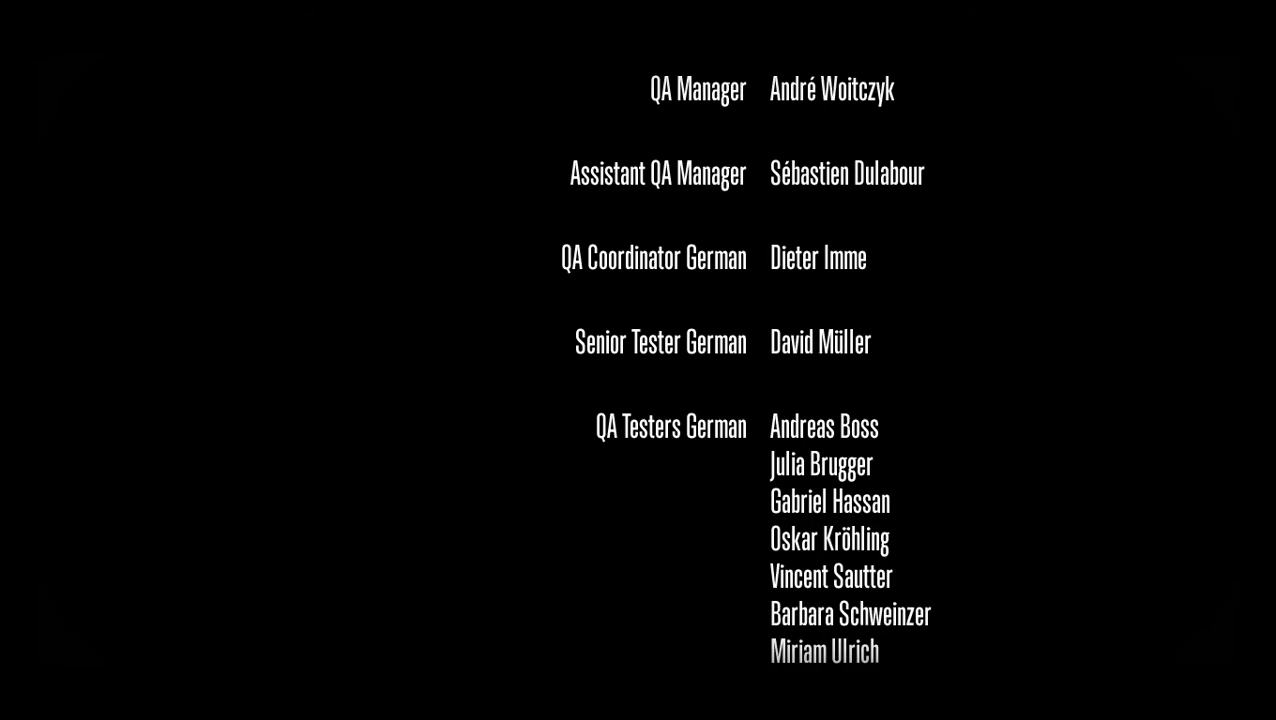 QA Manager André Woitczyk
Assistant QA Manager Sébastien Dulabour
QA Coordinator German Dieter Imme
Senior Tester German David Müller
QA Testers German Andreas Boss
Julia Brugger
Gabriel Hassan
Oskar Kröhling
Vincent Sautter
Barbara Schweinzer
Miriam Ulrich